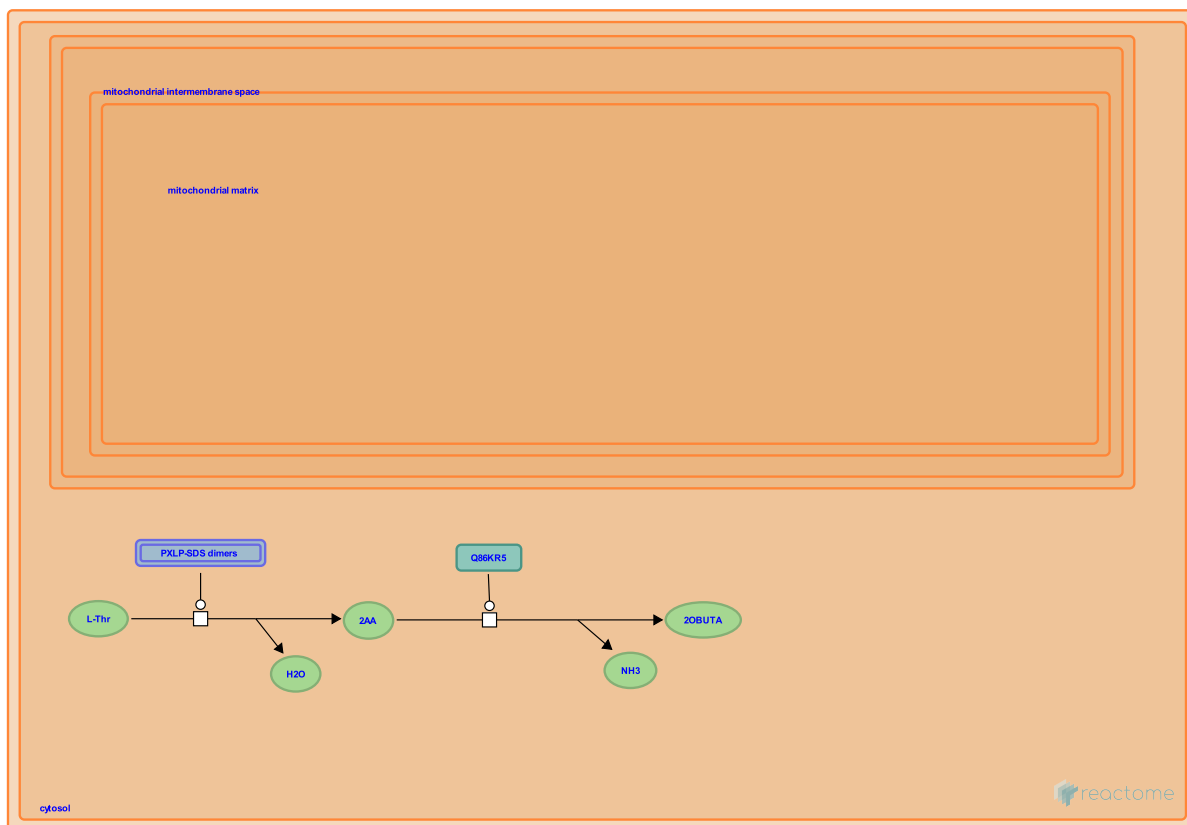 mitochondrial intermembrane space
mitochondrial matrix
PXLP-SDS dimers
Q86KR5
L-Thr
2AA
2OBUTA
H2O
NH3
reactome
cytosol